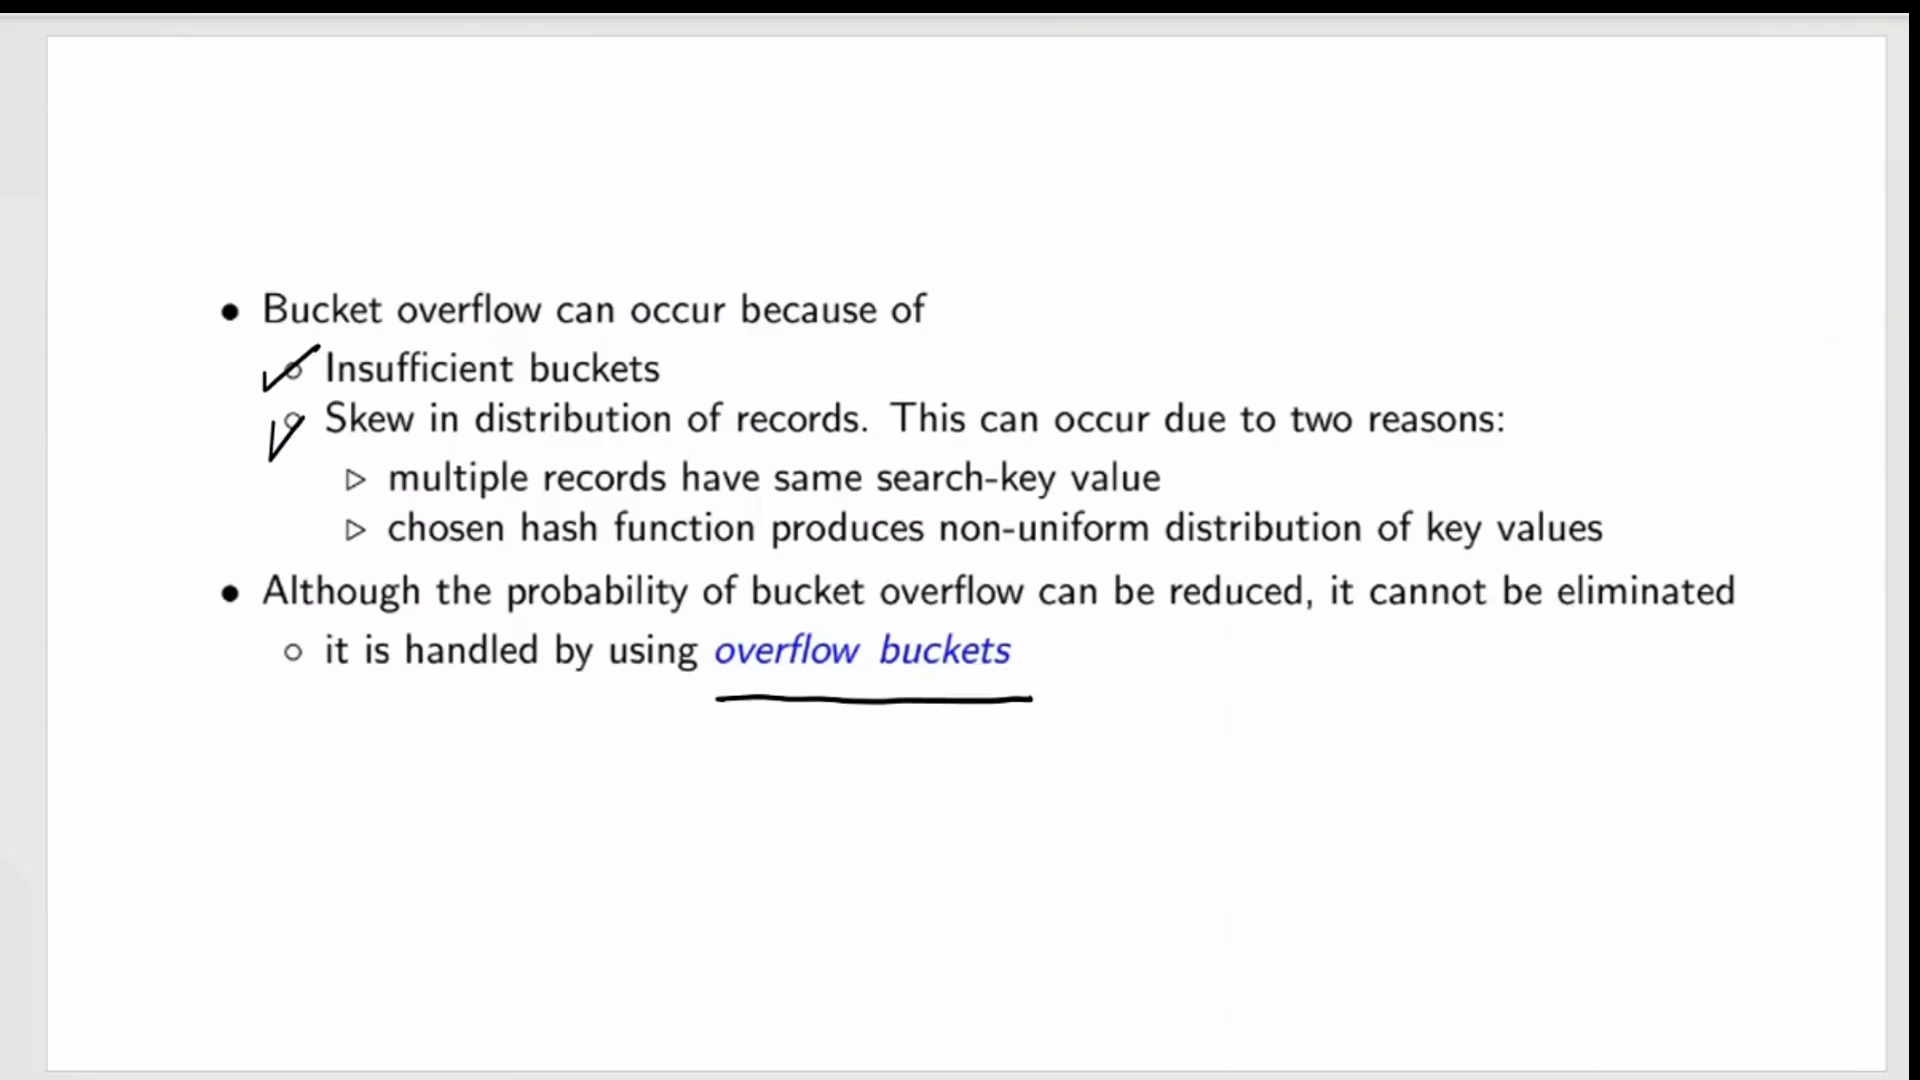 ● Bucket overflow can occur because of
○ Insufficient buckets
○ Skew in distribution of records. This can occur due to two reasons:
▷ multiple records have same search-key value
▷ chosen hash function produces non-uniform distribution of key values
● Although the probability of bucket overflow can be reduced, it cannot be eliminated
○ it is handled by using overflow buckets